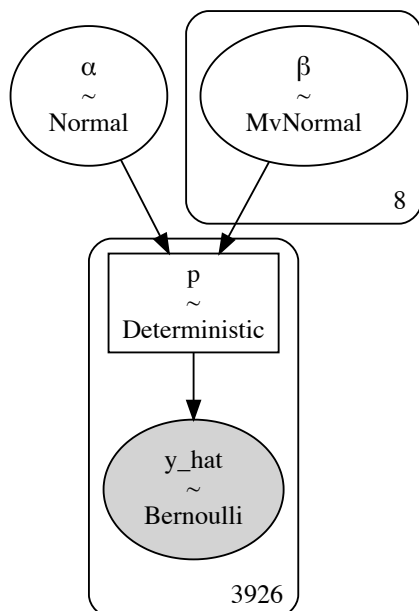 α
~
Normal
β
~
MvNormal
8
p
~
Deterministic
y_hat
~
Bernoulli
3926